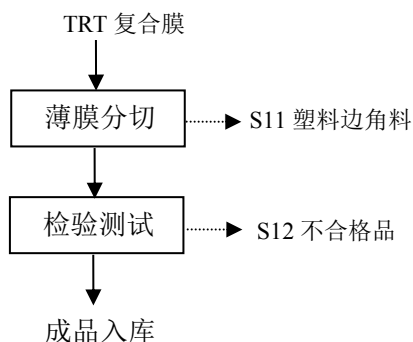 TRT 复合膜
薄膜分切
S11 塑料边角料
检验测试
S12 不合格品
成品入库